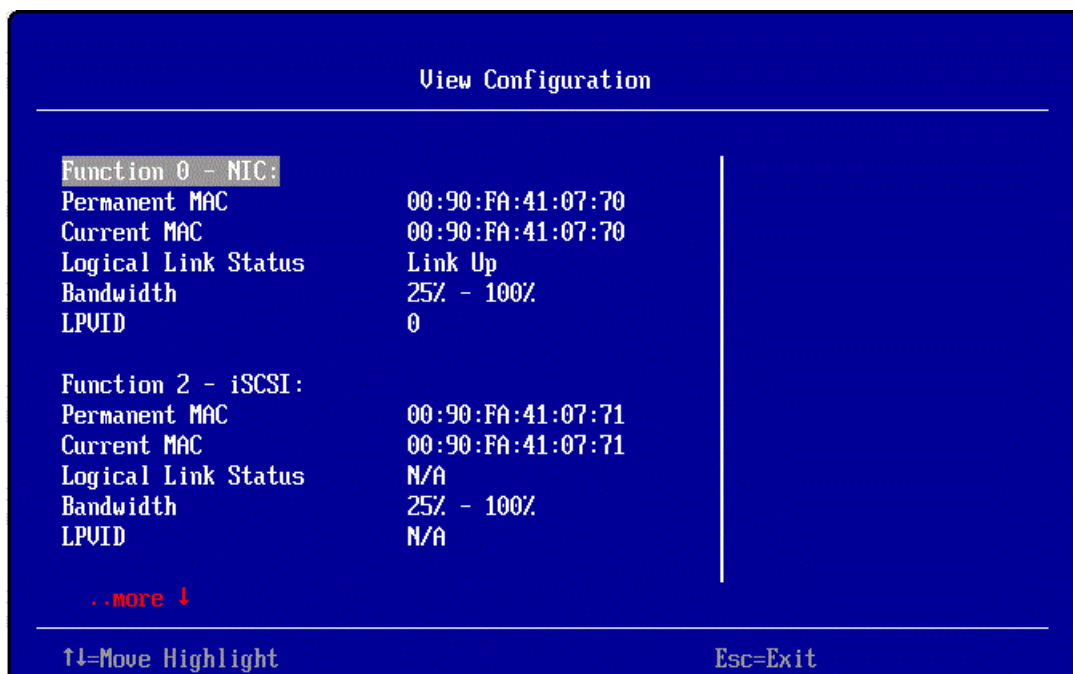 View Configuration
Function 0 - NIC:
Permanent MAC 00:90:FA:41:07:70
Current MAC 00:90:FA:41:07:70
Logical Link Status Link Up
Bandwidth 25% - 100%
LPVID 0
Function 2 - iSCSI:
Permanent MAC 00:90:FA:41:07:71
Current MAC 00:90:FA:41:07:71
Logical Link Status N/A
Bandwidth 25% - 100%
LPVID N/A
..more ↓
↑↓=Move Highlight Esc=Exit